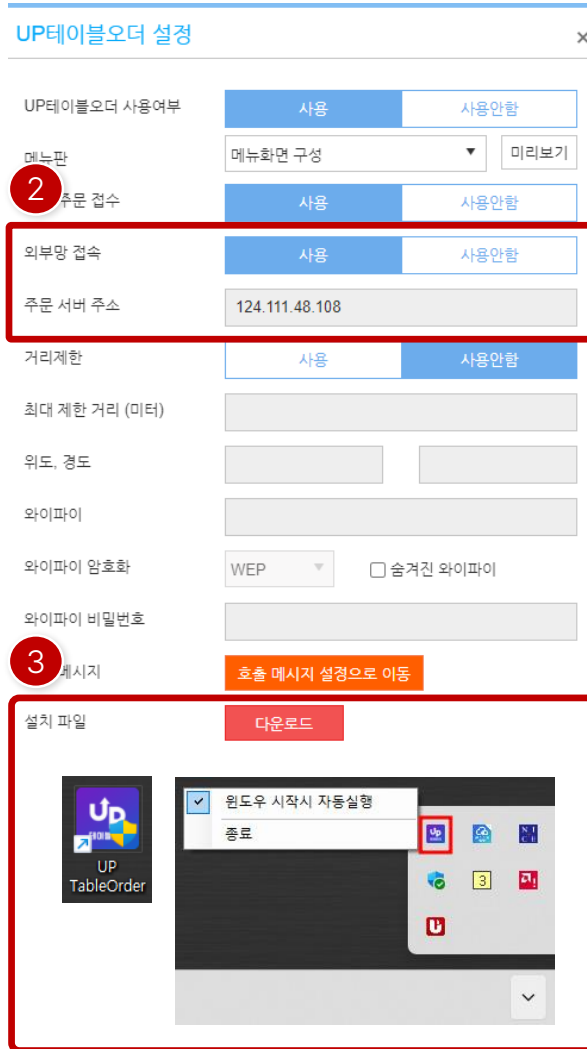 UP테이블오더 설정 ×
UP테이블오더 사용여부 사용 사용안함
메뉴판 메뉴화면 구성 미리보기
2 주문 접수 사용 사용안함
외부망 접속 사용 사용안함
주문 서버 주소 124.111.48.108
거리제한 사용 사용안함
최대 제한 거리 (미터)
위도, 경도
와이파이
와이파이 암호화 WEP 숨겨진 와이파이
와이파이 비밀번호
3 메시지 호출 메시지 설정으로 이동
설치 파일 다운로드
UP
테이블
UP
TableOrder
윈도우 시작시 자동실행
종료
UP
3